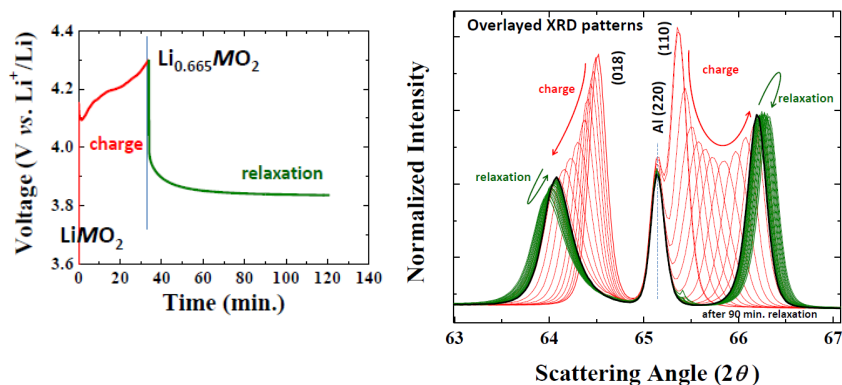 4.4
4.2
4.0
3.8
3.6
Voltage (V vs. Li⁺/Li)
Li₀.₆₆₅MO₂
charge
relaxation
LiMO₂
0 20 40 60 80 100 120 140
Time (min.)
Overlayed XRD patterns
(018)
Al (220)
(110)
charge
charge
relaxation
relaxation
after 90 min. relaxation
Normalized Intensity
63 64 65 66 67
Scattering Angle (2θ)